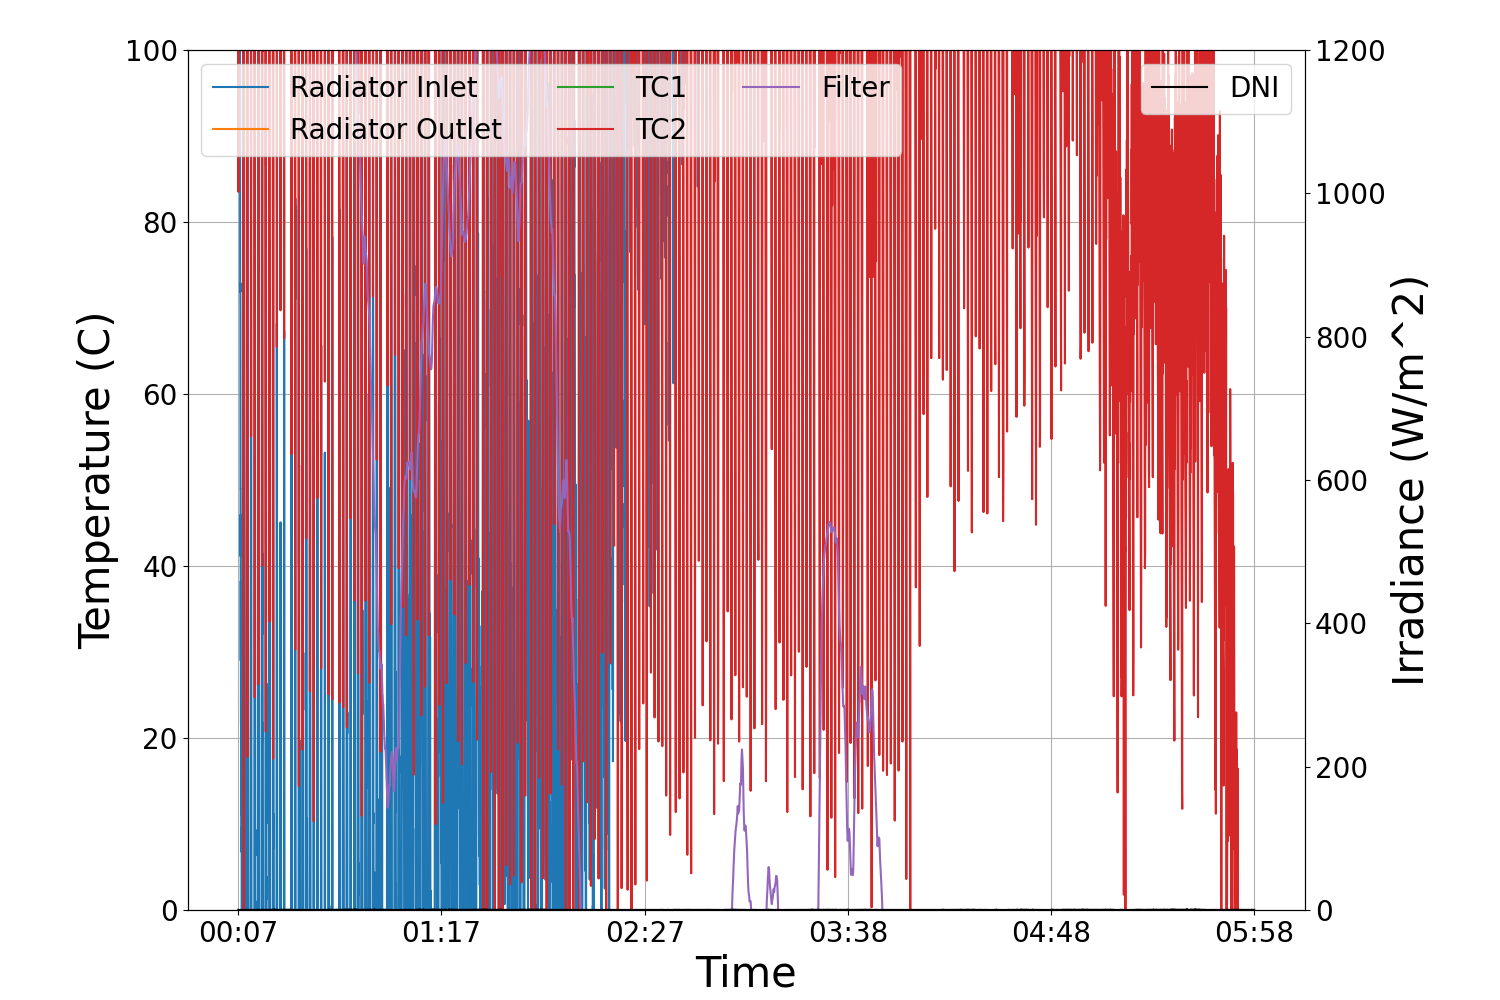 Radiator Inlet
Radiator Outlet
TC1
TC2
Filter
DNI
Temperature (C)
100
80
60
40
20
0
Irradiance (W/m^2)
1200
1000
800
600
400
200
0
00:07 01:17 02:27 03:38 04:48 05:58
Time